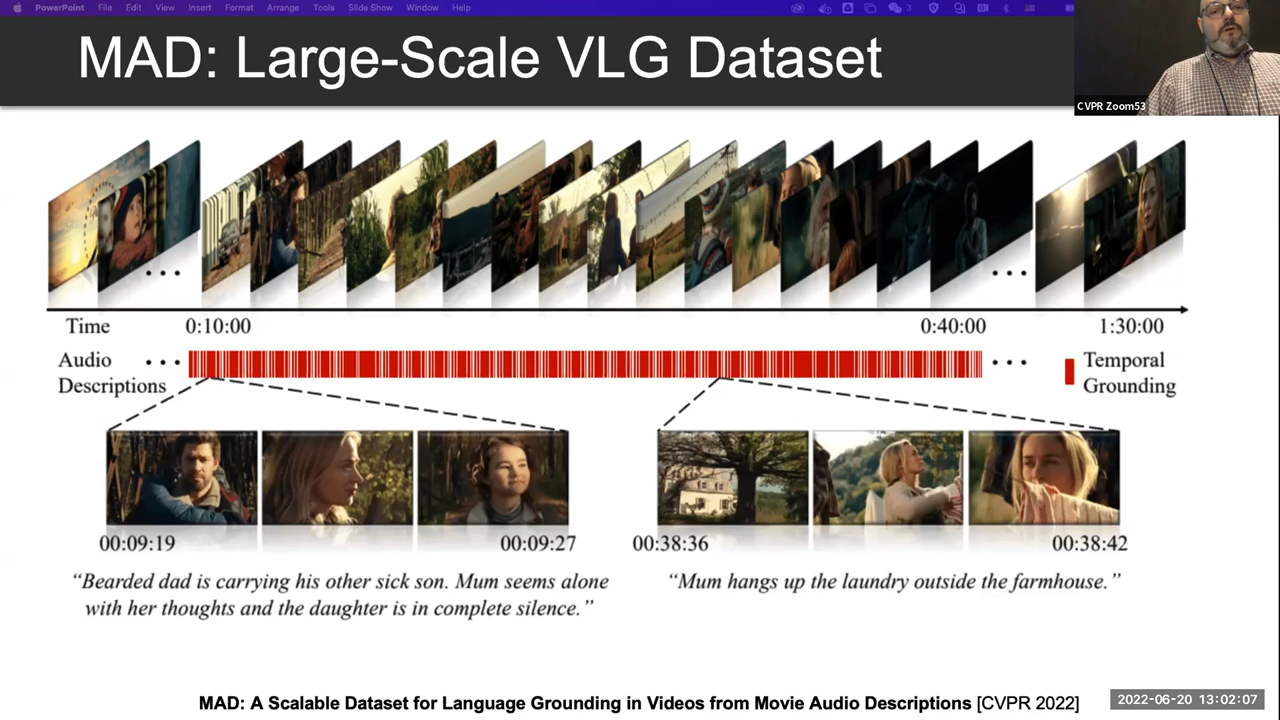 PowerPoint File Edit View Insert Format Arrange Tools Slide Show Window Help
3
MAD: Large-Scale VLG Dataset
CVPR Zoom53
Time
0:10:00
0:40:00
1:30:00
Audio
Descriptions
Temporal
Grounding
00:09:19
00:09:27
00:38:36
00:38:42
“Bearded dad is carrying his other sick son. Mum seems alone
with her thoughts and the daughter is in complete silence.”
“Mum hangs up the laundry outside the farmhouse.”
MAD: A Scalable Dataset for Language Grounding in Videos from Movie Audio Descriptions [CVPR 2022]
2022-06-20 13:02:07